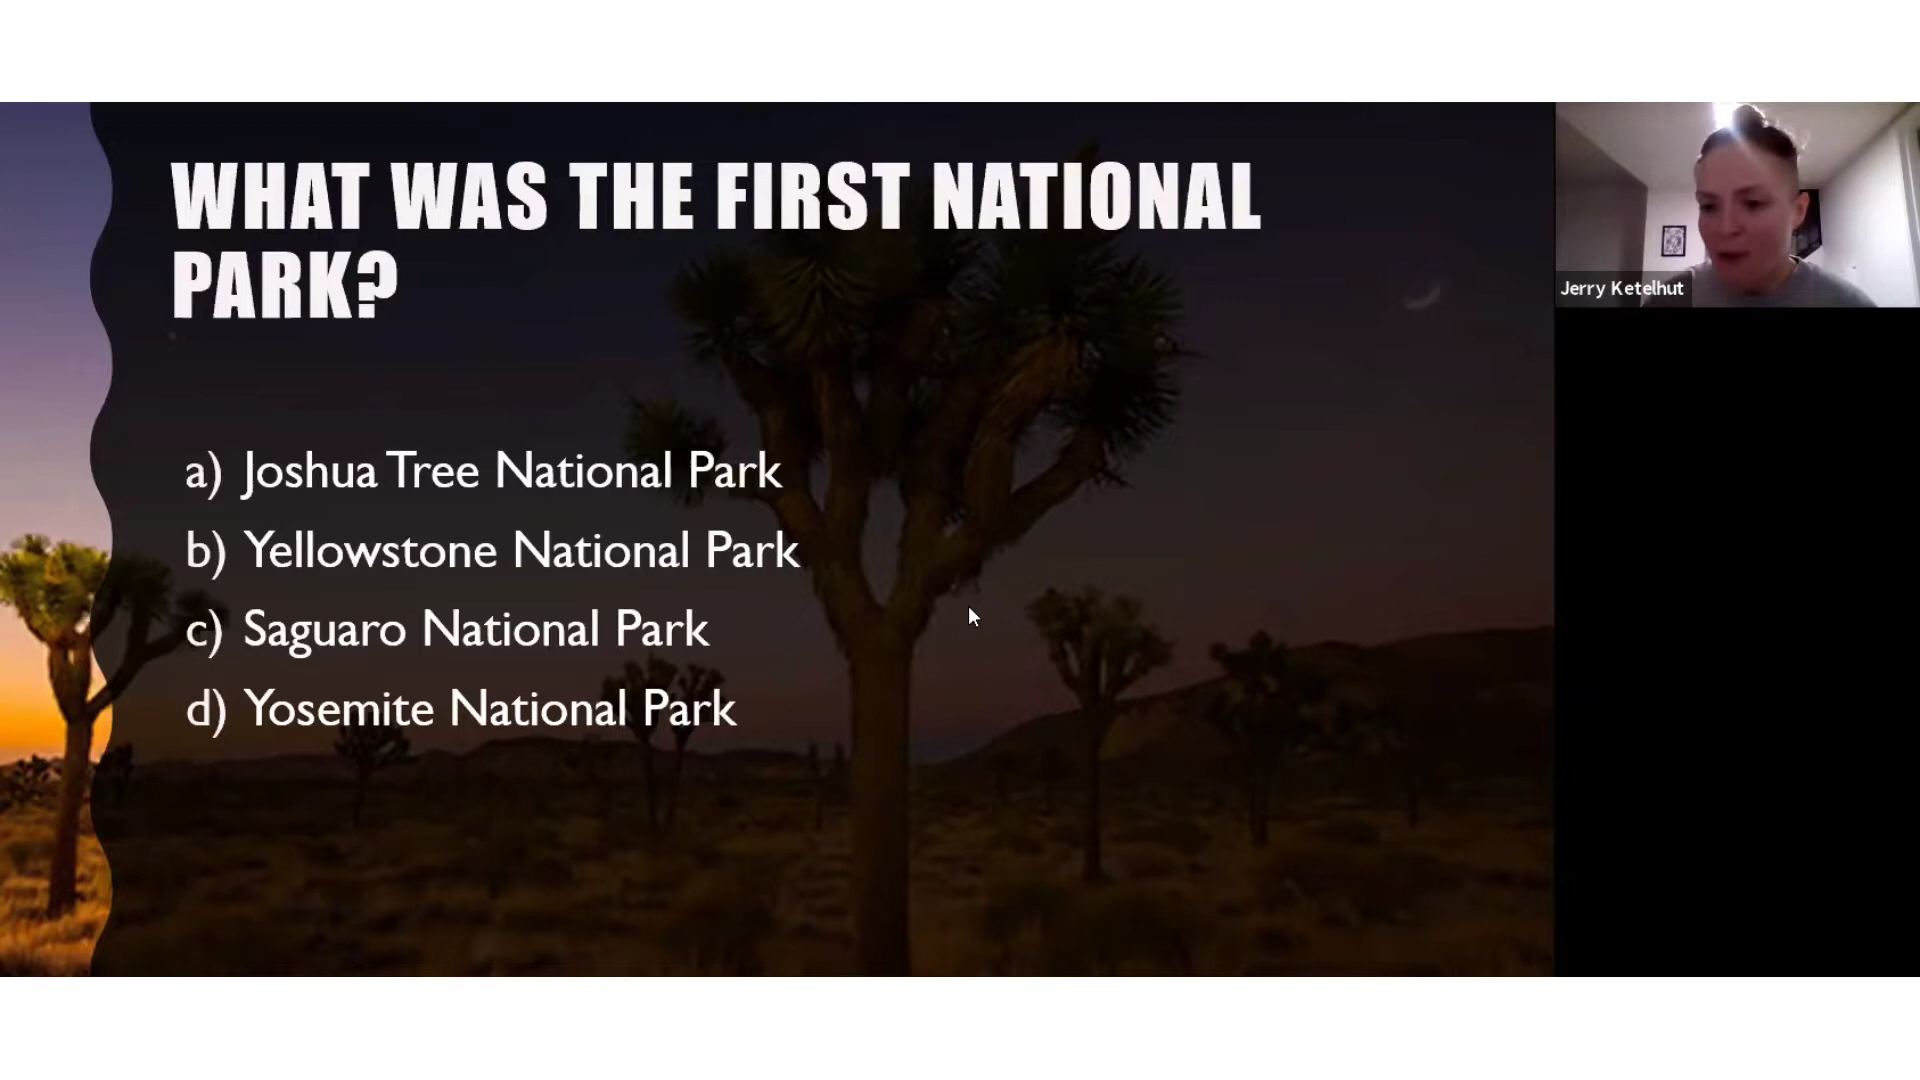 WHAT WAS THE FIRST NATIONAL
PARK?
a) Joshua Tree National Park
b) Yellowstone National Park
c) Saguaro National Park
d) Yosemite National Park
Jerry Ketelhut